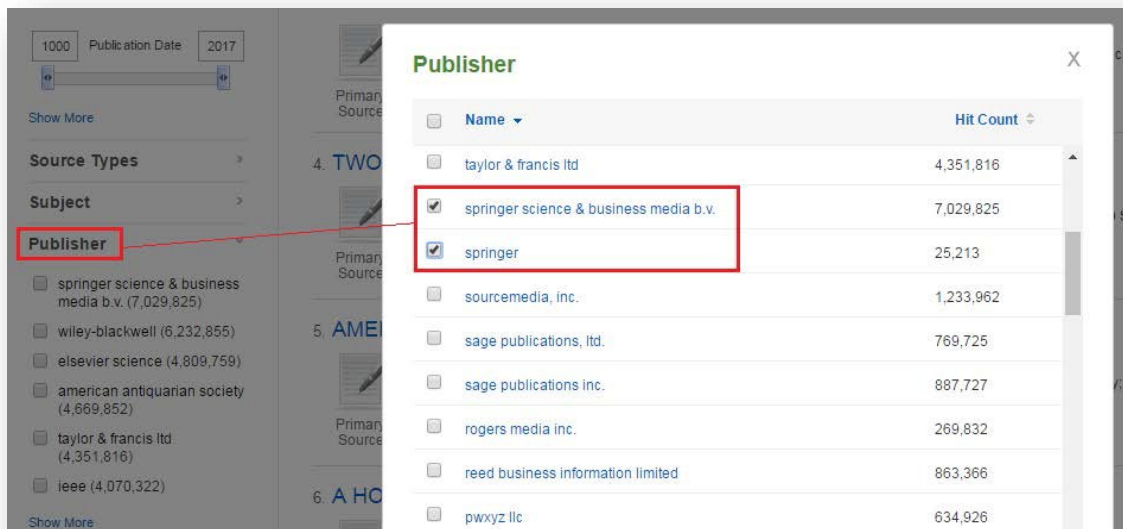 1000 Publication Date 2017
Show More
Source Types
Subject
Publisher
springer science & business
media b.v. (7,029,825)
wiley-blackwell (6,232,855)
elsevier science (4,809,759)
american antiquarian society
(4,669,852)
taylor & francis ltd
(4,351,816)
ieee (4,070,322)
Show More
Primary
Source
4. TWO
Primary
Source
5. AMEI
Primary
Source
6. A HO
Publisher X
Name Hit Count
taylor & francis ltd 4,351,816
springer science & business media b.v. 7,029,825
springer 25,213
sourcemedia, inc. 1,233,962
sage publications, ltd. 769,725
sage publications inc. 887,727
rogers media inc. 269,832
reed business information limited 863,366
pwxyz llc 634,926